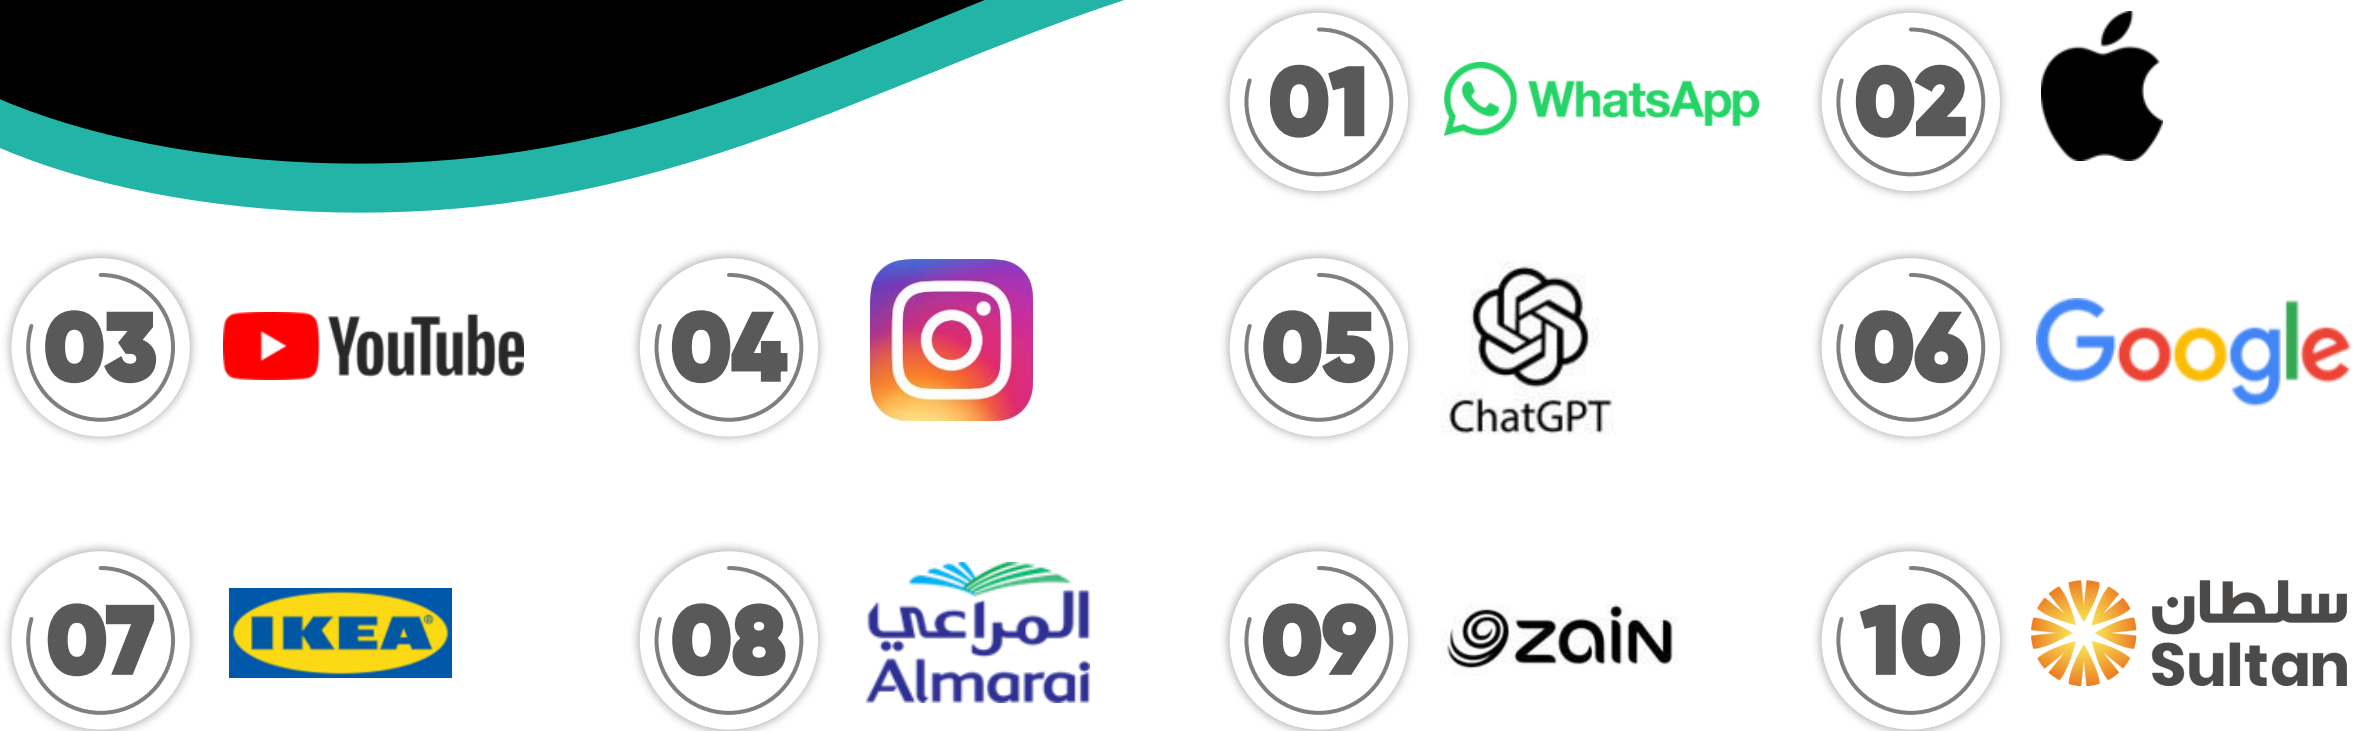 01
WhatsApp
02
03
YouTube
04
05
ChatGPT
06
Google
07
IKEA®
08
المراعي
Almarai
09
zain
10
سلطان
Sultan